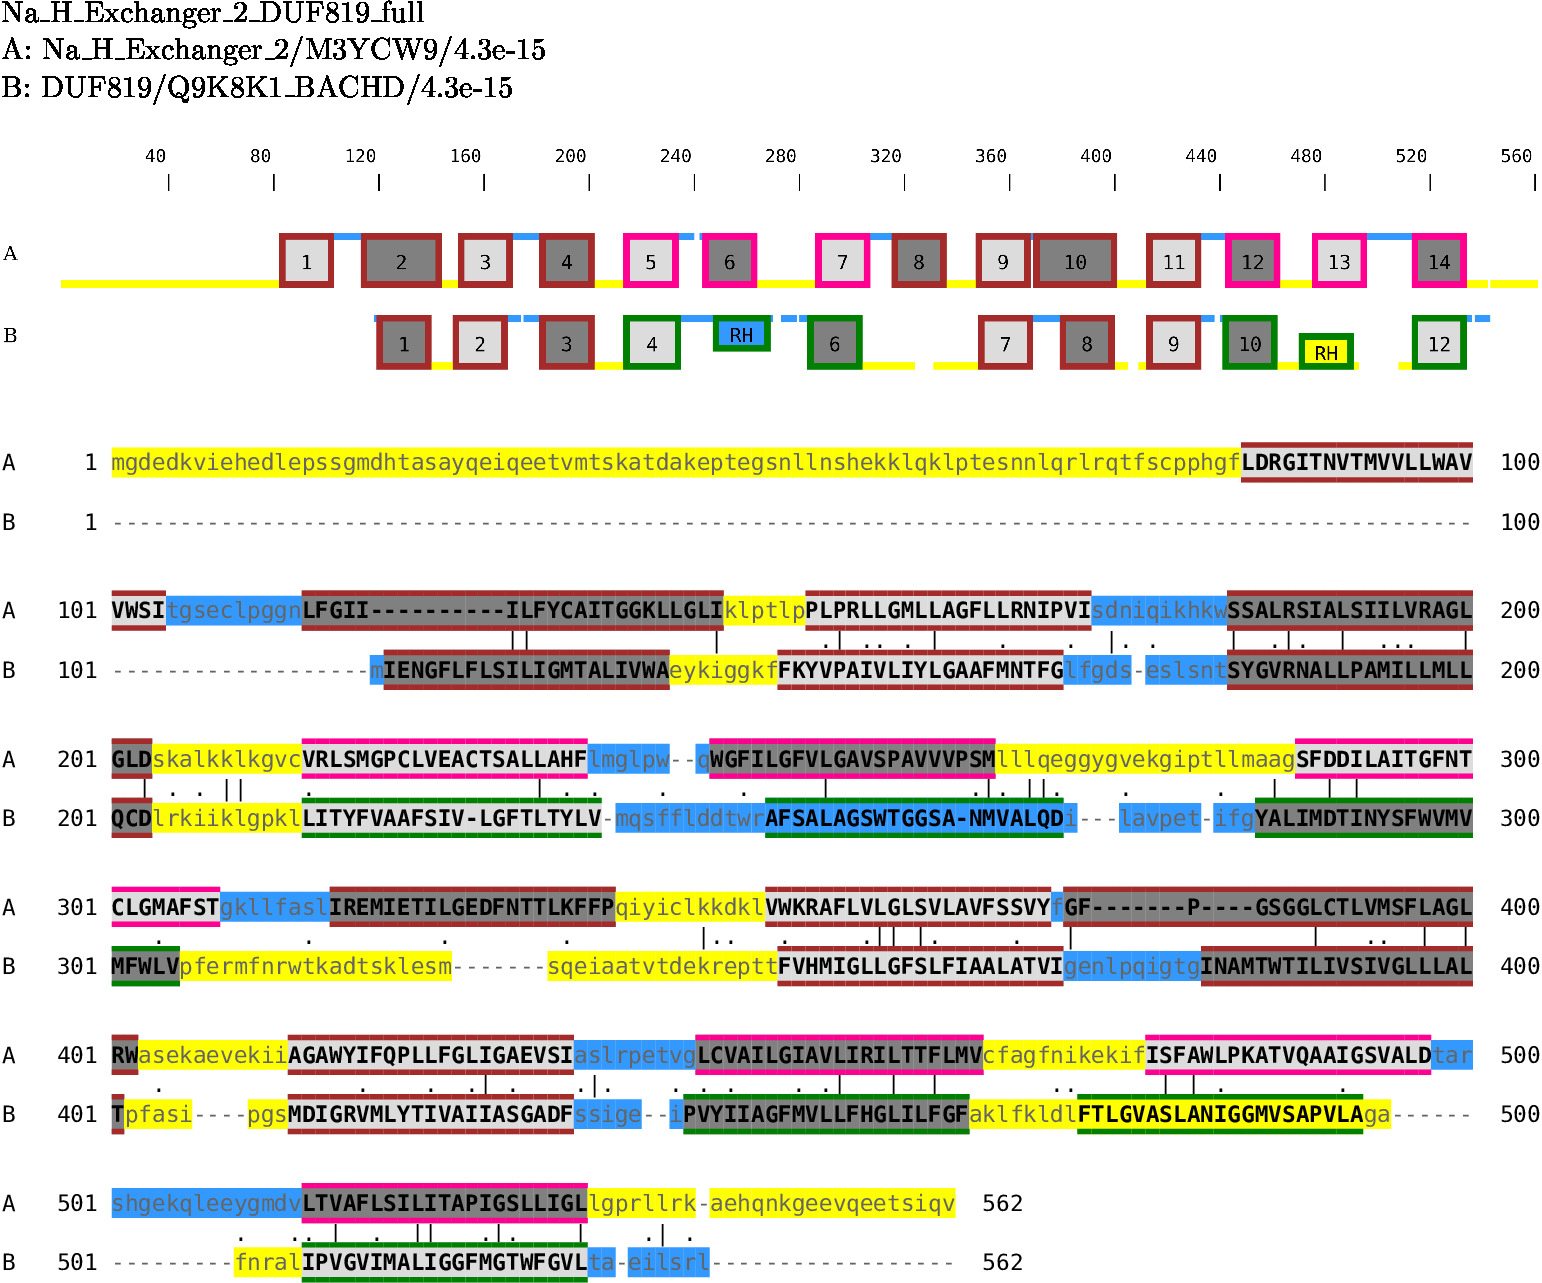 Na_H_Exchanger_2_DUF819_full
A: Na_H_Exchanger_2/M3YCW9/4.3e-15
B: DUF819/Q9K8K1_BACHD/4.3e-15
40 80 120 160 200 240 280 320 360 400 440 480 520 560
A 1 2 3 4 5 6 7 8 9 10 11 12 13 14
B 1 2 3 4 RH 6 7 8 9 10 RH 12
A 1 mgdedkviehedlepssgmdhtasayqeiqeetvmtskatdakeptegsnllnshekklqklptesnnlqrlrqtfscpphgfLDRGITNVTMVVLLWAV 100
B 1 ---------------------------------------------------------------------------------------------------- 100
A 101 VWSItgseclpggnLFGII----------ILFYCAITGGKLLGLIklptlpPLPRLLGMLLAGFLLRNIPVIsdniqikhkwSSALRSIALSIILVRAGL 200
B 101 -------------------mIENGFLFLSILIGMTALIVWAeykiggkfFKYVPAIVLIYLGAAFMNTFGlfgds-eslsntSYGVRNALLPAMILLMLL 200
A 201 GLDskalkklkgvcVRLSMGPCLVEACTSALLAHFlmglpw--qWGFILGFVLGAVSPAVVVPSMlllqeggygvekgiptllmaagSFDDILAITGFNT 300
B 201 QCDlrkiiklgpklLITYFVAAFSIV-LGFTLTYLV-mqsfflddtwrAFSALAGSWTGGSA-NMVALQDi---lavpet-ifgYALIMDTINYSFWVMV 300
A 301 CLGMAFSTgkllfaslIREMIETILGEDFNTTLKFFPqiyiclkkdklVWKRAFLVLGLSVLAVFSSVYfGF-------P----GSGGLCTLVMSFLAGL 400
B 301 MFWLVpfermfnrwtkadtsklesm-------sqeiaatvtdekrepttFVHMIGLLGFSLFIAALATVIgenlpqigtgINAMTWTILIVSIVGLLLAL 400
A 401 RWasekaevekiiAGAWYIFQPLLFGLIGAEVSIaslrpetvgLCVAILGIAVLIRILTTFLMVcfagfnikekifISFAWLPKATVQAAIGSVALDtar 500
B 401 Tpfasi----pgsMDIGRVMLYTIVAIIASGADFssige--iPVYIIAGFMVLLFHGLILFGFaklfkldlFTLGVASLANIGGMVSAPVLAga------ 500
A 501 shgekqleeygmdvLTVAFLSILITAPIGSLLIGLlgprllrk-aehqnkgeevqeetsiqv 562
B 501 ---------fnralIPVGVIMALIGGFMGTWFGVLta-eilsrl------------------ 562